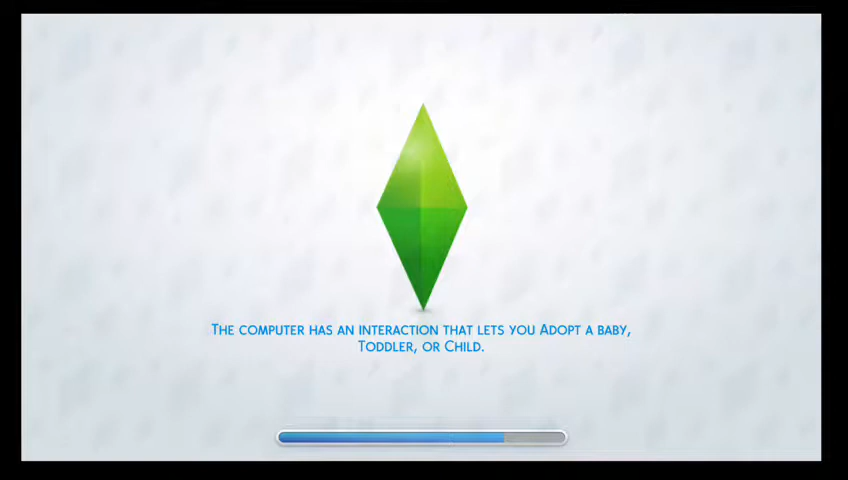 The computer has an interaction that lets you Adopt a baby,
Toddler, or Child.